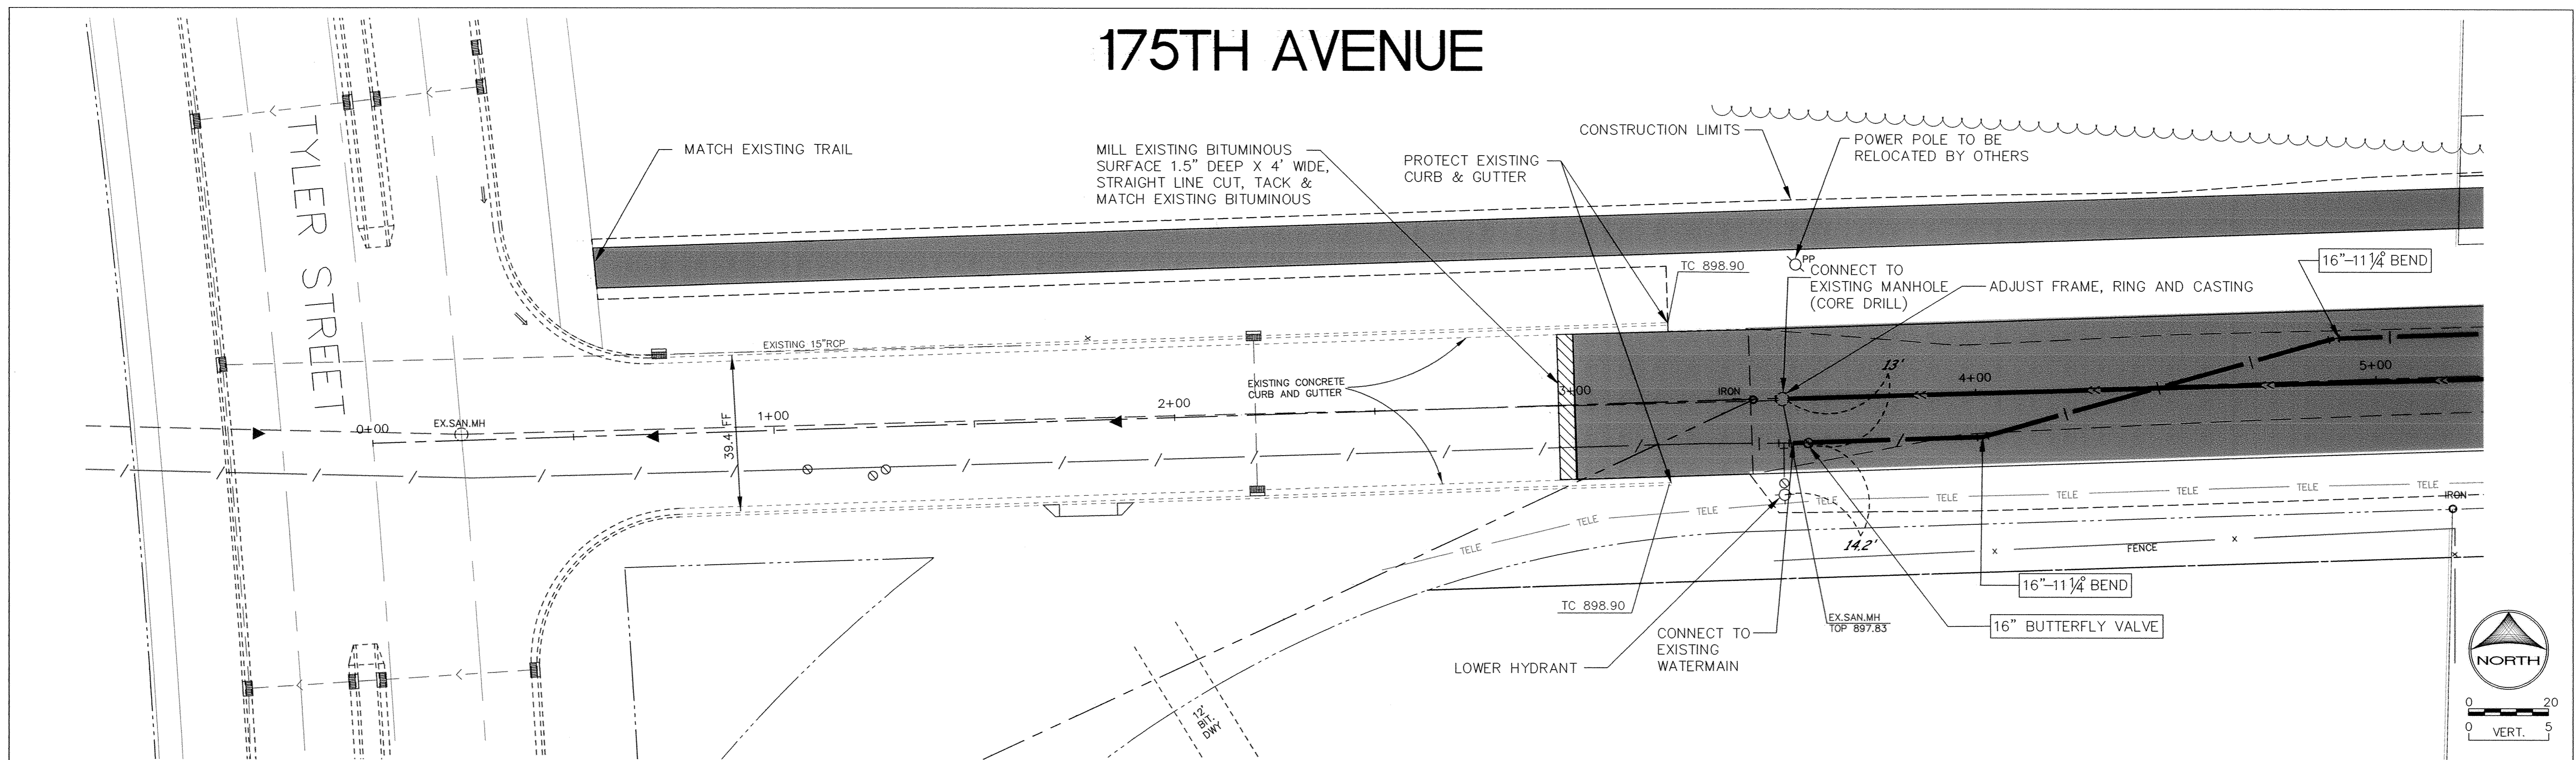 175TH AVENUE
TYLER STREET
MATCH EXISTING TRAIL
MILL EXISTING BITUMINOUS
SURFACE 1.5" DEEP X 4' WIDE,
STRAIGHT LINE CUT, TACK &
MATCH EXISTING BITUMINOUS
PROTECT EXISTING
CURB & GUTTER
CONSTRUCTION LIMITS
POWER POLE TO BE
RELOCATED BY OTHERS
PP
TC 898.90
CONNECT TO
EXISTING MANHOLE
(CORE DRILL)
ADJUST FRAME, RING AND CASTING
16"-11 1/4° BEND
EXISTING 15"RCP
39.4 FF
EXISTING CONCRETE
CURB AND GUTTER
0+00
EX.SAN.MH
1+00
2+00
3+00
IRON
13'
4+00
5+00
TELE
TELE
TELE
TELE
TELE
TELE
TELE
TELE
TELE
IRON
14.2'
FENCE
16"-11 1/4° BEND
TC 898.90
EX.SAN.MH
TOP 897.83
16" BUTTERFLY VALVE
CONNECT TO
EXISTING
WATERMAIN
LOWER HYDRANT
12'
BIT.
DWY
NORTH
0 20
0 5
VERT.